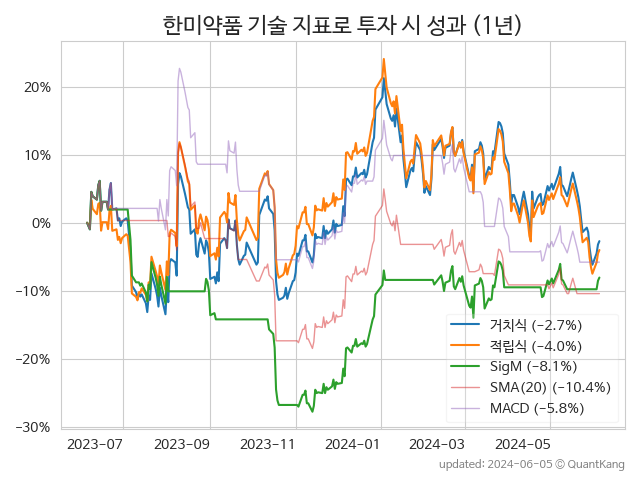 한미약품 기술 지표로 투자 시 성과 (1년)
20%
10%
0%
−10%
−20%
−30%
2023-07
2023-09
2023-11
2024-01
2024-03
2024-05
거치식 (−2.7%)
적립식 (−4.0%)
SigM (−8.1%)
SMA(20) (−10.4%)
MACD (−5.8%)
updated: 2024-06-05 © QuantKang